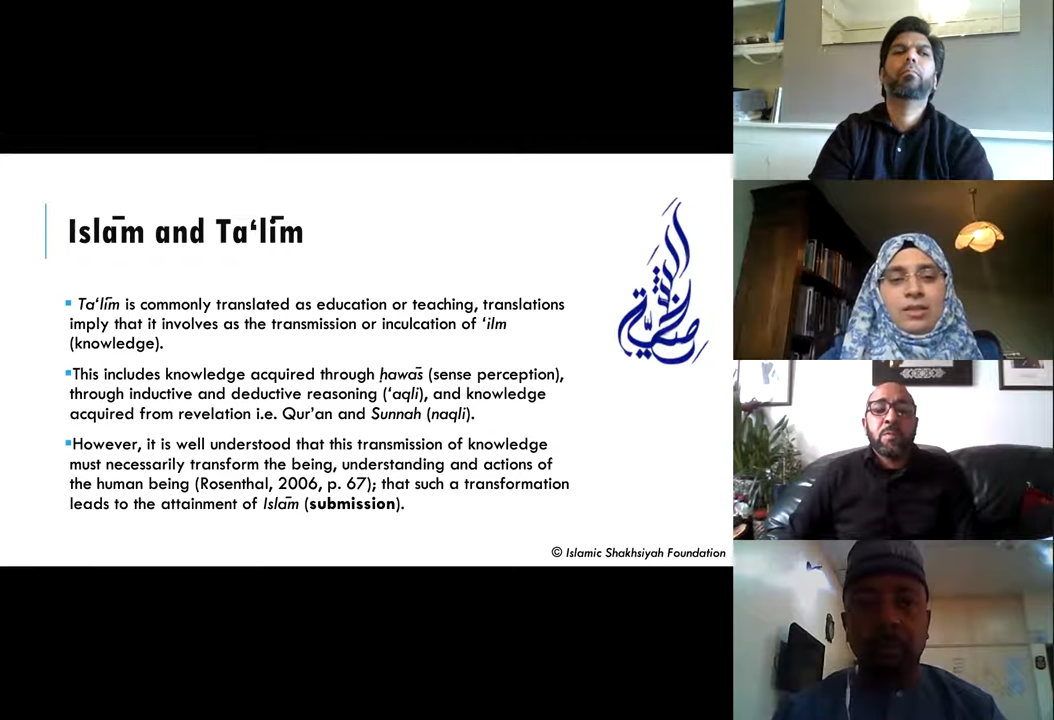 Islām and Ta‘līm
▪ Ta‘līm is commonly translated as education or teaching, translations
imply that it involves as the transmission or inculcation of ‘ilm
(knowledge).
▪This includes knowledge acquired through ḥawās̄ (sense perception),
through inductive and deductive reasoning (‘aqli), and knowledge
acquired from revelation i.e. Qur’an and Sunnah (naqli).
▪However, it is well understood that this transmission of knowledge
must necessarily transform the being, understanding and actions of
the human being (Rosenthal, 2006, p. 67); that such a transformation
leads to the attainment of Islām (submission).
© Islamic Shakhsiyah Foundation